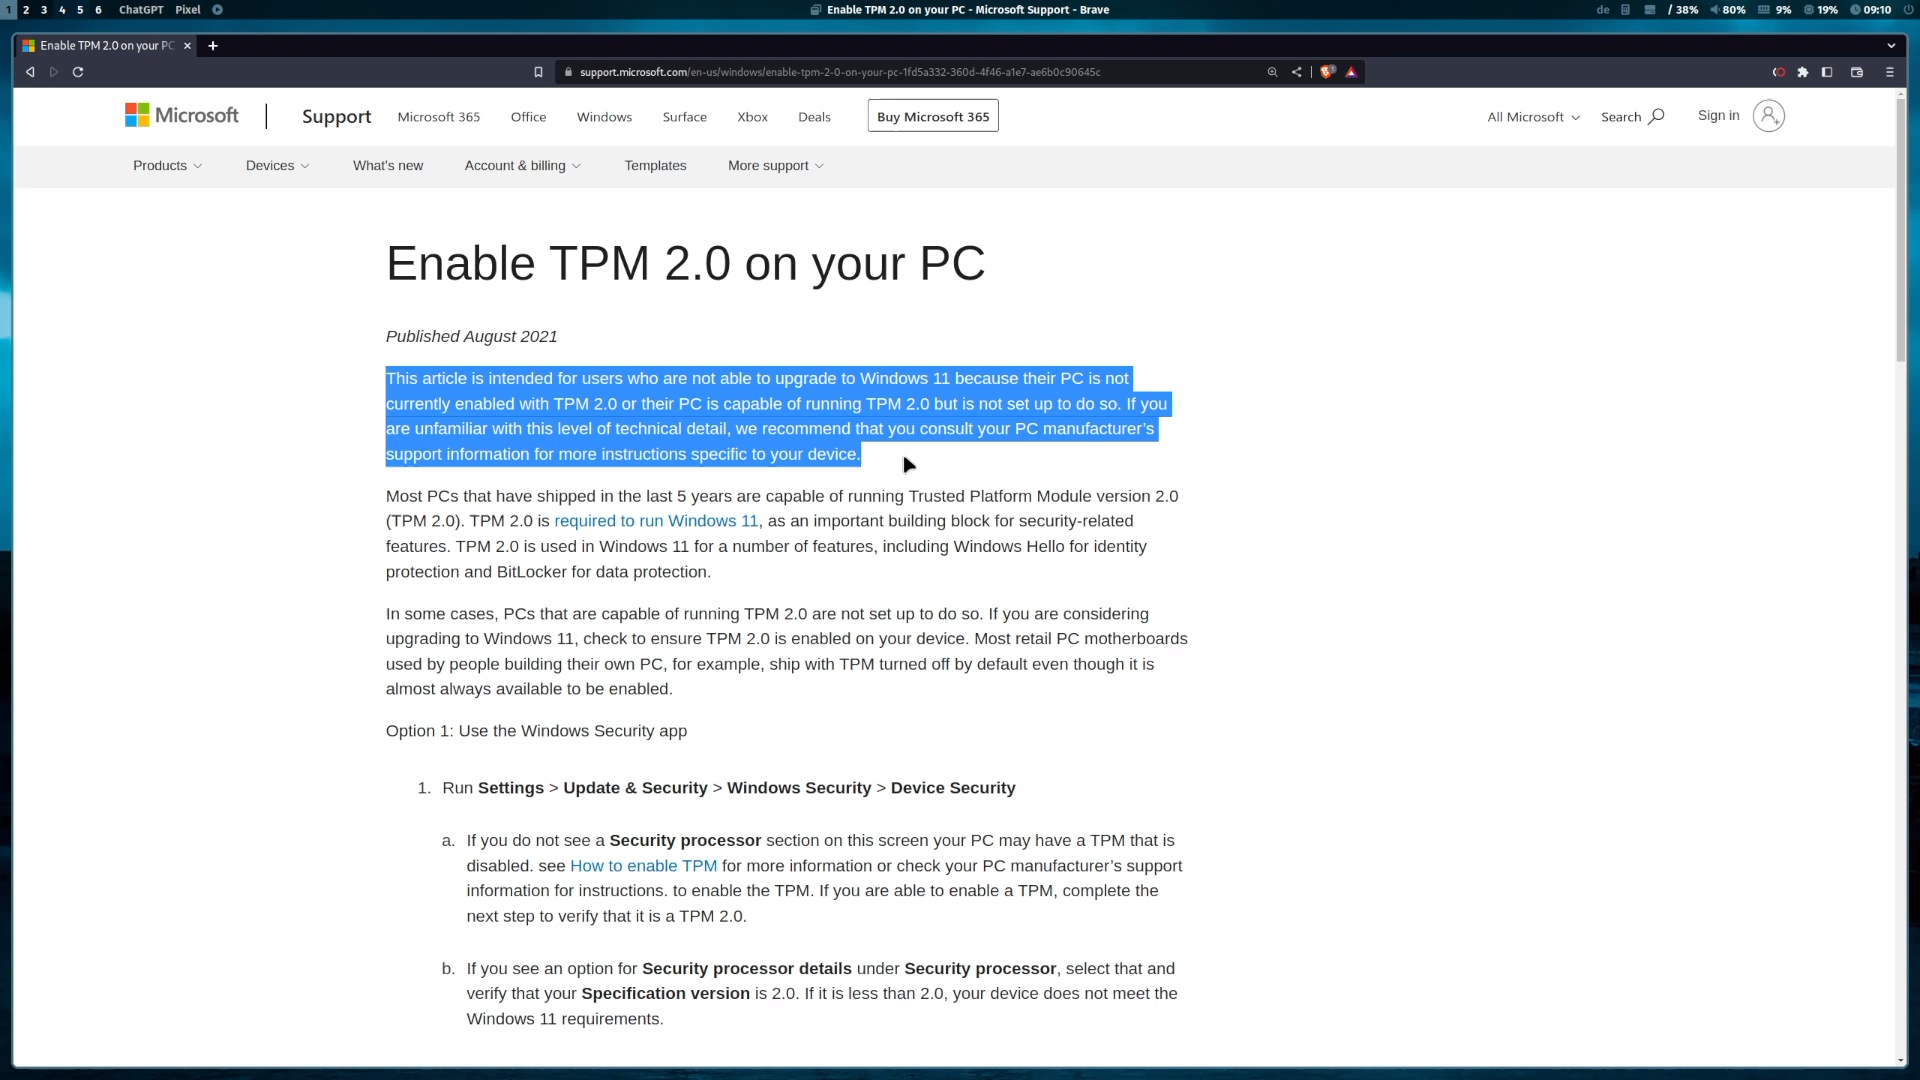 1 2 3 4 5 6 ChatGPT Pixel
Enable TPM 2.0 on your PC - Microsoft Support - Brave
de / 38% 80% 9% 19% 09:10
Enable TPM 2.0 on your PC
support.microsoft.com/en-us/windows/enable-tpm-2-0-on-your-pc-1fd5a332-360d-4f46-a1e7-ae6b0c90645c
Microsoft Support Microsoft 365 Office Windows Surface Xbox Deals Buy Microsoft 365 All Microsoft Search Sign in
Products Devices What's new Account & billing Templates More support
Enable TPM 2.0 on your PC
Published August 2021
This article is intended for users who are not able to upgrade to Windows 11 because their PC is not
currently enabled with TPM 2.0 or their PC is capable of running TPM 2.0 but is not set up to do so. If you
are unfamiliar with this level of technical detail, we recommend that you consult your PC manufacturer’s
support information for more instructions specific to your device.
Most PCs that have shipped in the last 5 years are capable of running Trusted Platform Module version 2.0
(TPM 2.0). TPM 2.0 is required to run Windows 11, as an important building block for security-related
features. TPM 2.0 is used in Windows 11 for a number of features, including Windows Hello for identity
protection and BitLocker for data protection.
In some cases, PCs that are capable of running TPM 2.0 are not set up to do so. If you are considering
upgrading to Windows 11, check to ensure TPM 2.0 is enabled on your device. Most retail PC motherboards
used by people building their own PC, for example, ship with TPM turned off by default even though it is
almost always available to be enabled.
Option 1: Use the Windows Security app
1. Run Settings > Update & Security > Windows Security > Device Security
a. If you do not see a Security processor section on this screen your PC may have a TPM that is
disabled. see How to enable TPM for more information or check your PC manufacturer’s support
information for instructions. to enable the TPM. If you are able to enable a TPM, complete the
next step to verify that it is a TPM 2.0.
b. If you see an option for Security processor details under Security processor, select that and
verify that your Specification version is 2.0. If it is less than 2.0, your device does not meet the
Windows 11 requirements.